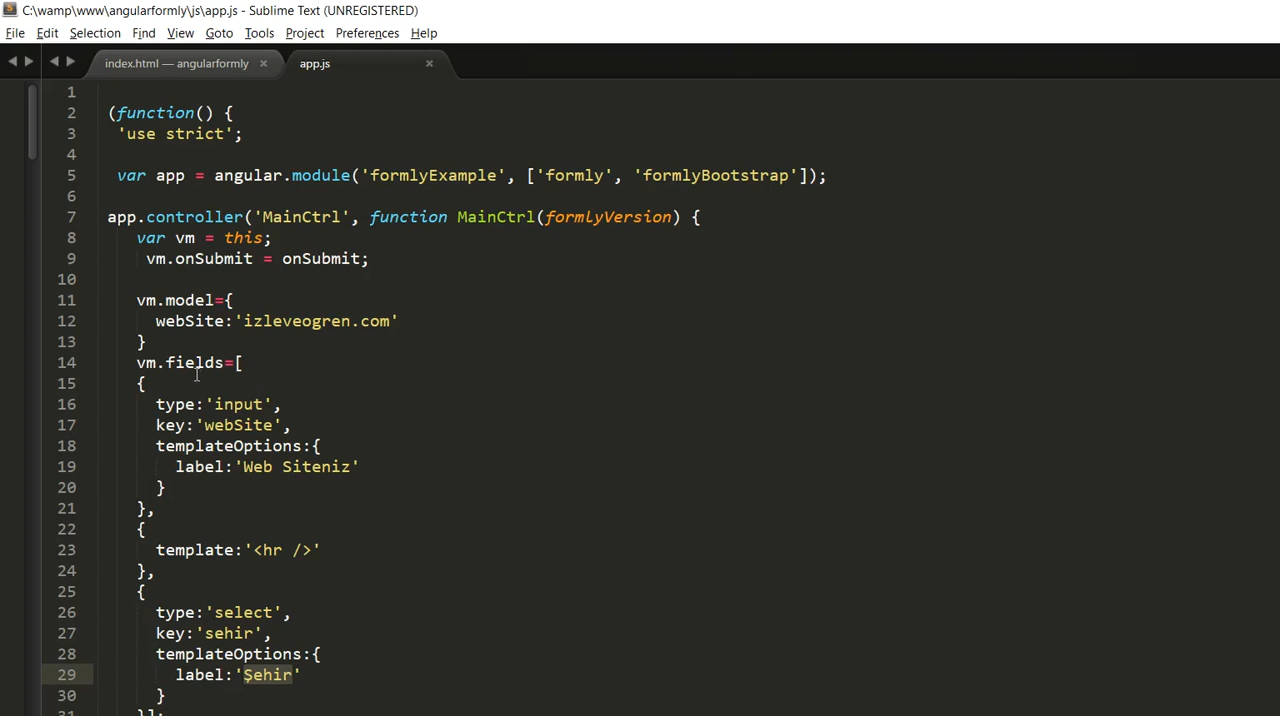 C:\wamp\www\angularformly\js\app.js - Sublime Text (UNREGISTERED)
File Edit Selection Find View Goto Tools Project Preferences Help
index.html — angularformly × app.js ×
1
2 (function() {
3 'use strict';
4
5 var app = angular.module('formlyExample', ['formly', 'formlyBootstrap']);
6
7 app.controller('MainCtrl', function MainCtrl(formlyVersion) {
8 var vm = this;
9 vm.onSubmit = onSubmit;
10
11 vm.model={
12 webSite:'izleveogren.com'
13 }
14 vm.fields=[
15 {
16 type:'input',
17 key:'webSite',
18 templateOptions:{
19 label:'Web Siteniz'
20 }
21 },
22 {
23 template:'<hr />'
24 },
25 {
26 type:'select',
27 key:'sehir',
28 templateOptions:{
29 label:'Şehir'
30 }
31 }];